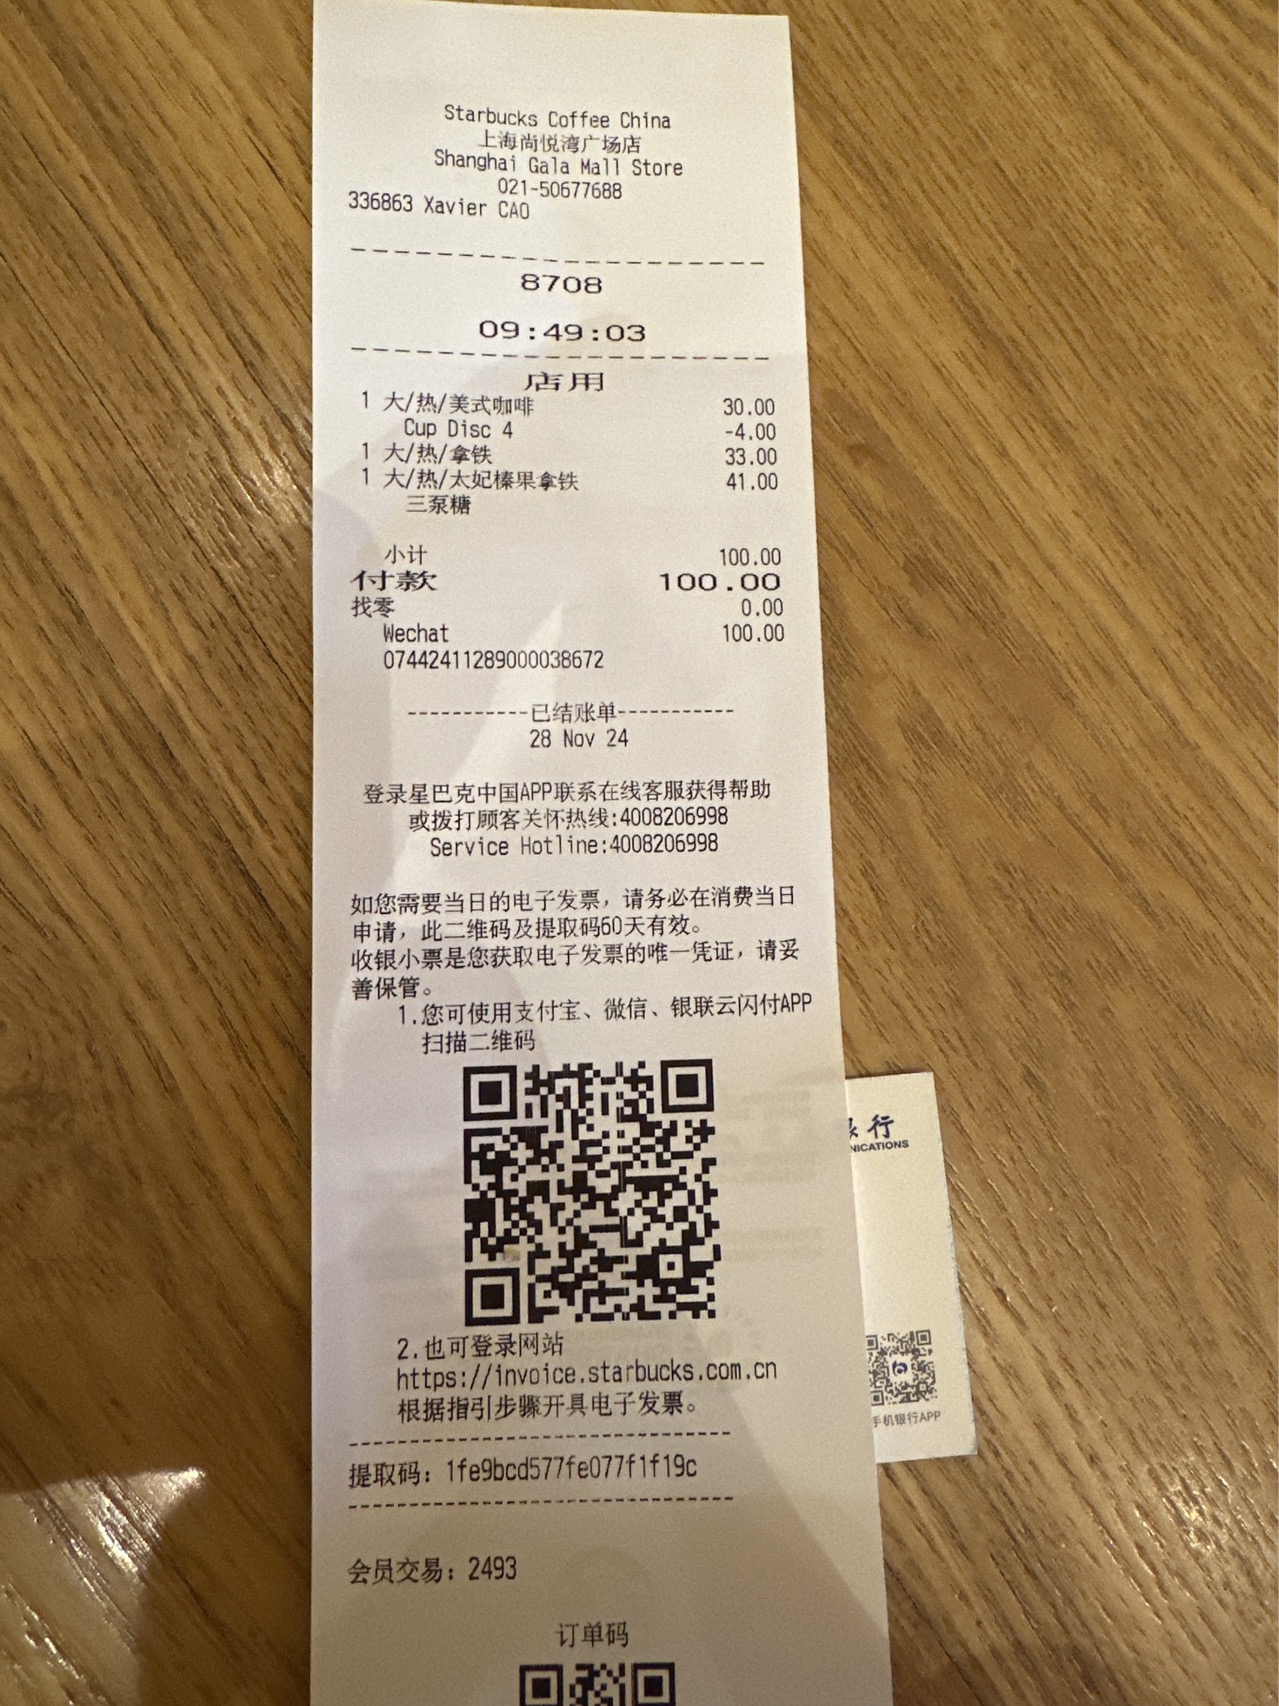 Starbucks Coffee China
上海尚悦湾广场店
Shanghai Gala Mall Store
021-50677688
336863 Xavier CAO
8708
09:49:03
店用
1 大/热/美式咖啡 30.00
Cup Disc 4 -4.00
1 大/热/拿铁 33.00
1 大/热/太妃榛果拿铁 41.00
三泵糖
小计 100.00
付款 100.00
找零 0.00
Wechat 100.00
07442411289000038672
-----------已结账单-----------
28 Nov 24
登录星巴克中国APP联系在线客服获得帮助
或拨打顾客关怀热线:4008206998
Service Hotline:4008206998
如您需要当日的电子发票，请务必在消费当日
申请，此二维码及提取码60天有效。
收银小票是您获取电子发票的唯一凭证，请妥
善保管。
1.您可使用支付宝、微信、银联云闪付APP
扫描二维码
2.也可登录网站
https://invoice.starbucks.com.cn
根据指引步骤开具电子发票。
提取码：1fe9bcd577fe077f1f19c
会员交易：2493
订单码
行
NICATIONS
手机银行APP